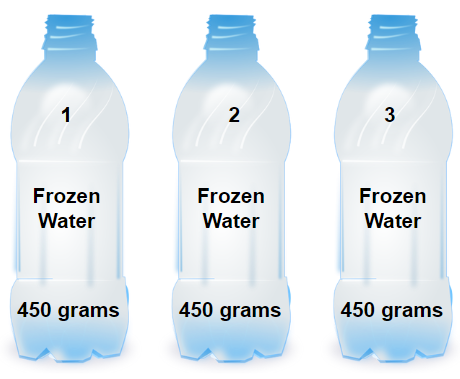 1
Frozen
Water
450 grams
2
Frozen
Water
450 grams
3
Frozen
Water
450 grams